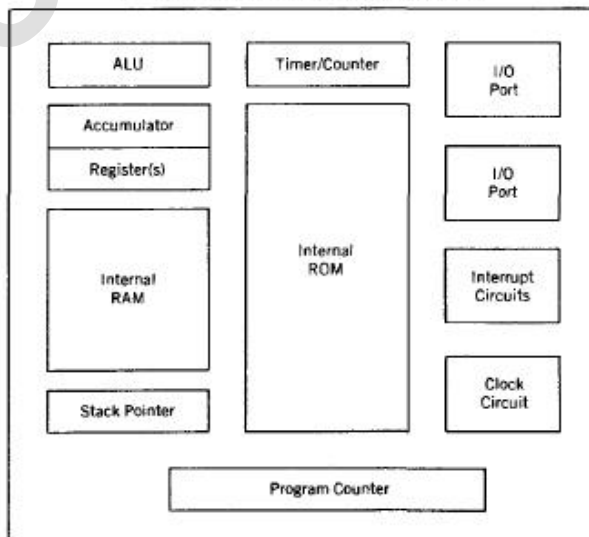 ALU
Timer/Counter
I/O
Port
Accumulator
Register(s)
I/O
Port
Internal
RAM
Internal
ROM
Interrupt
Circuits
Stack Pointer
Clock
Circuit
Program Counter